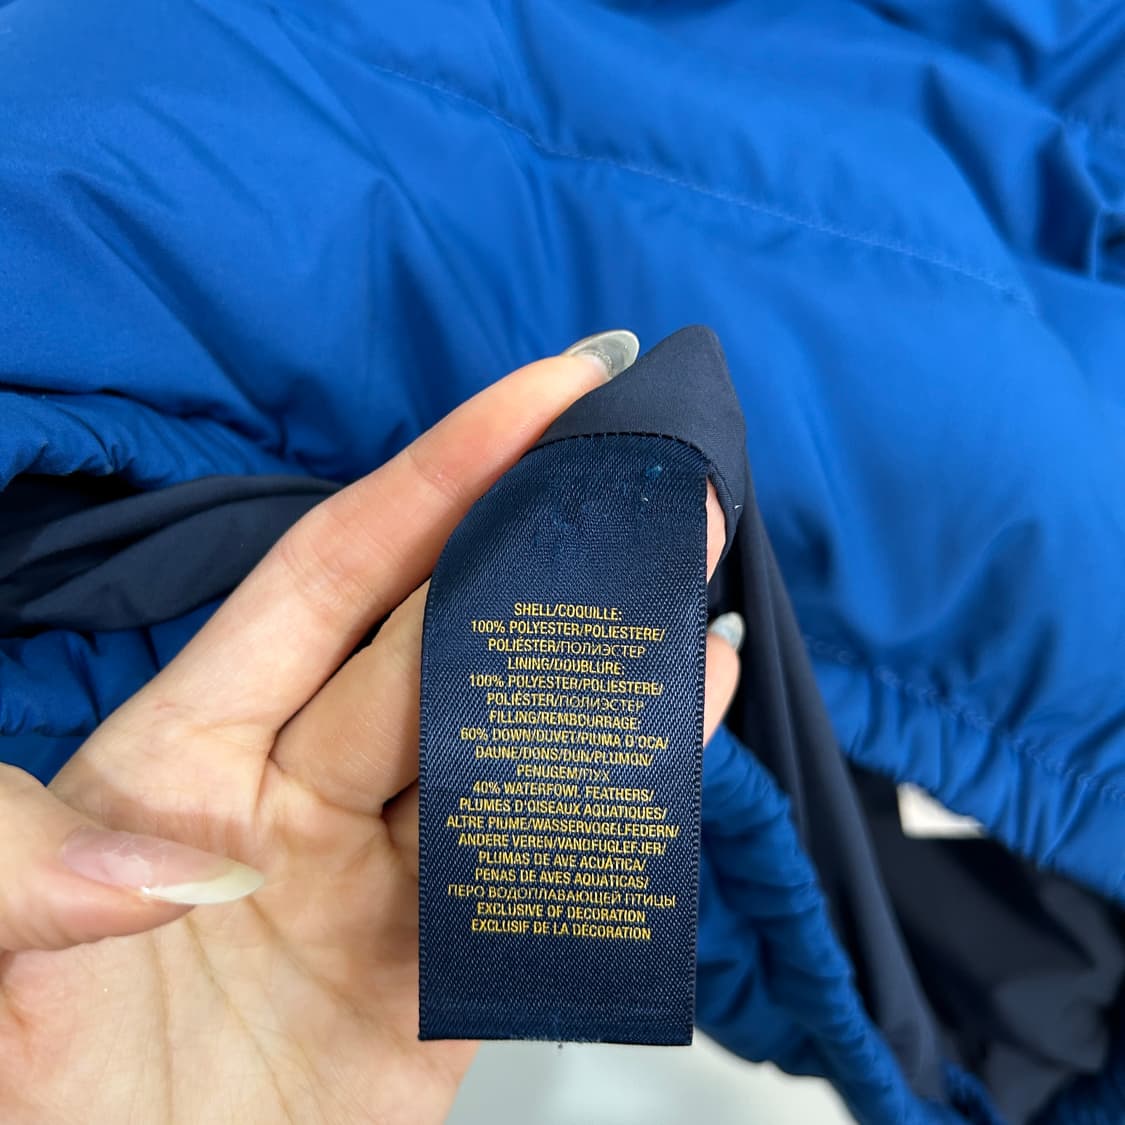 SHELL/COQUILLE:
100% POLYESTER/POLIESTERE/
POLIÉSTER/ПОЛИЭСТЕР
LINING/DOUBLURE:
100% POLYESTER/POLIESTERE/
POLIÉSTER/ПОЛИЭСТЕР
FILLING/REMBOURRAGE:
60% DOWN/DUVET/PIUMA D'OCA/
DAUNE/DONS/DUN/PLUMÓN/
PENUGEM/ПУХ
40% WATERFOWL FEATHERS/
PLUMES D'OISEAUX AQUATIQUES/
ALTRE PIUME/WASSERVOGELFEDERN/
ANDERE VEREN/VANDFUGLEFJER/
PLUMAS DE AVE ACUÁTICA/
PENAS DE AVES AQUÁTICAS/
ПЕРО ВОДОПЛАВАЮЩЕЙ ПТИЦЫ
EXCLUSIVE OF DECORATION
EXCLUSIF DE LA DÉCORATION